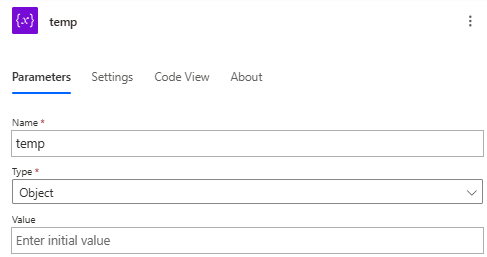 {x} temp
Parameters Settings Code View About
Name *
temp
Type *
Object
Value
Enter initial value